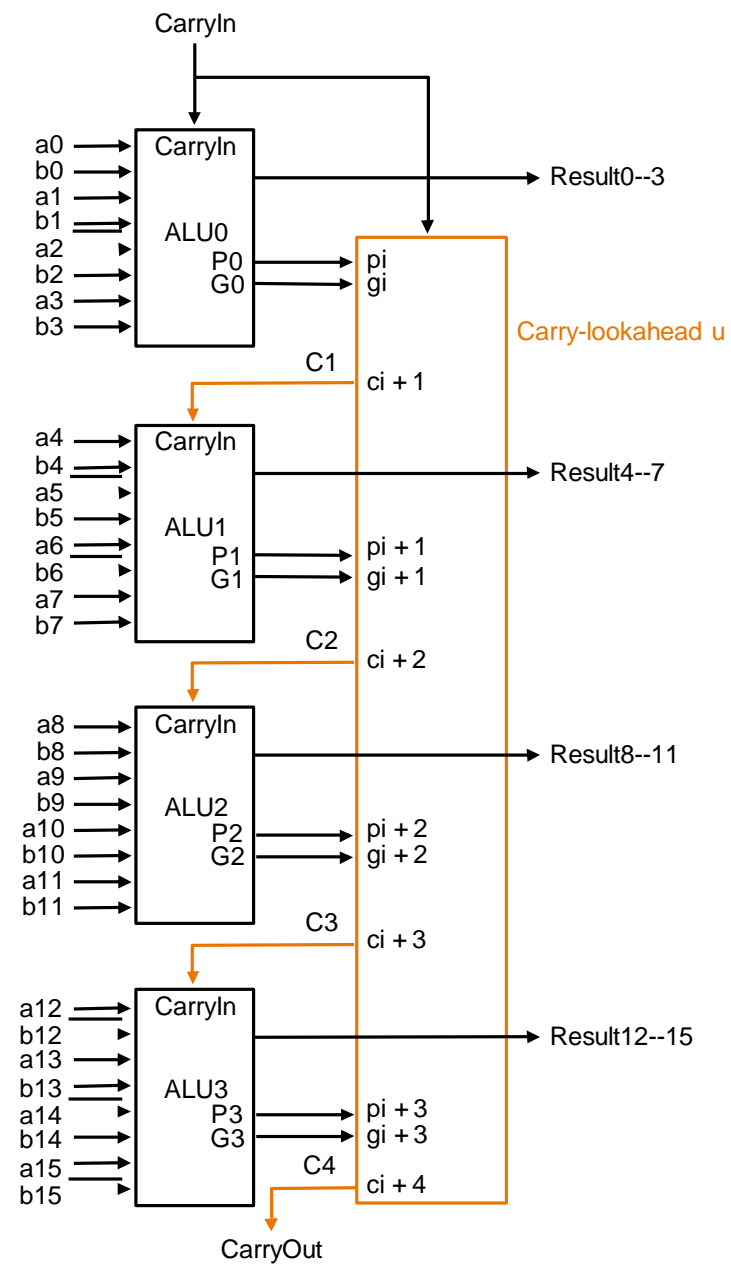 CarryIn
a0
b0
a1
b1
a2
b2
a3
b3
CarryIn
ALU0
P0
G0
Result0--3
pi
gi
Carry-lookahead u
C1
ci + 1
a4
b4
a5
b5
a6
b6
a7
b7
CarryIn
ALU1
P1
G1
Result4--7
pi + 1
gi + 1
C2
ci + 2
a8
b8
a9
b9
a10
b10
a11
b11
CarryIn
ALU2
P2
G2
Result8--11
pi + 2
gi + 2
C3
ci + 3
a12
b12
a13
b13
a14
b14
a15
b15
CarryIn
ALU3
P3
G3
Result12--15
pi + 3
gi + 3
C4
ci + 4
CarryOut